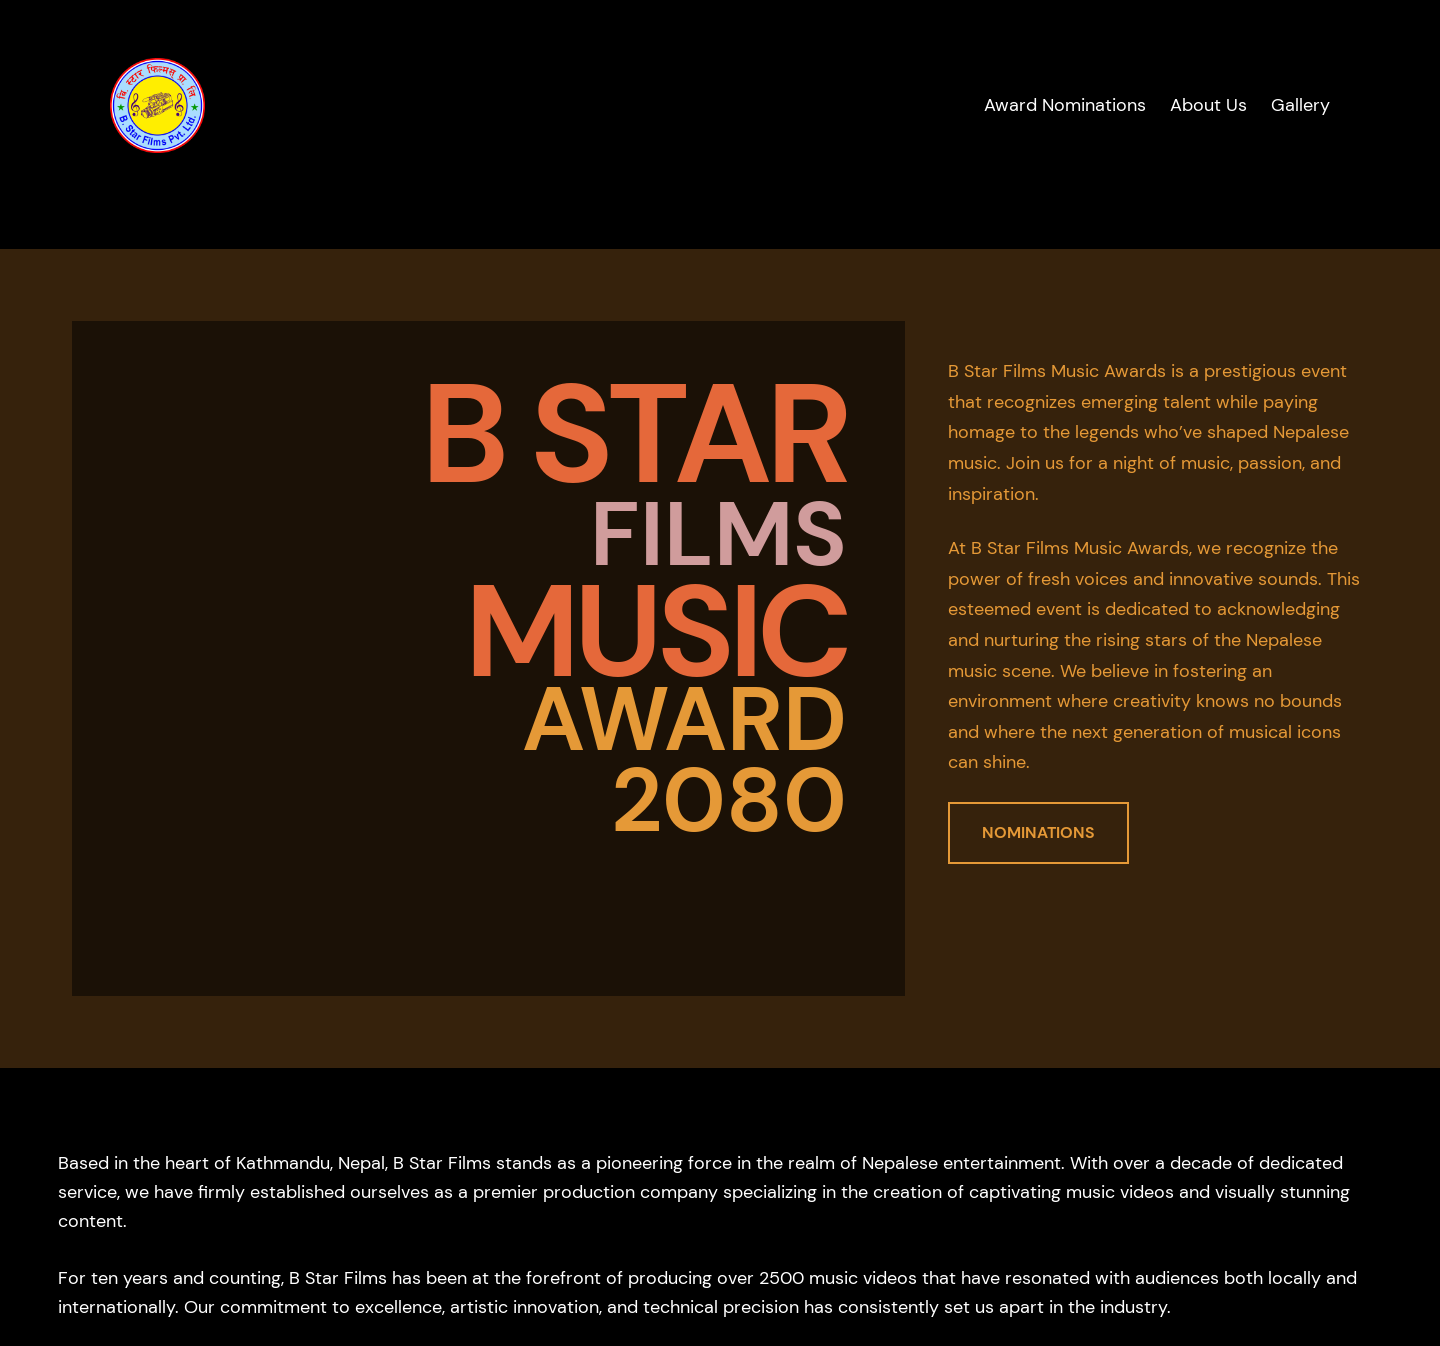 बि. स्टार फिल्मस् प्रा. लि.
B. Star Films Pvt. Ltd.
Award Nominations About Us Gallery
B STAR
FILMS
MUSIC
AWARD
2080
B Star Films Music Awards is a prestigious event
that recognizes emerging talent while paying
homage to the legends who’ve shaped Nepalese
music. Join us for a night of music, passion, and
inspiration.
At B Star Films Music Awards, we recognize the
power of fresh voices and innovative sounds. This
esteemed event is dedicated to acknowledging
and nurturing the rising stars of the Nepalese
music scene. We believe in fostering an
environment where creativity knows no bounds
and where the next generation of musical icons
can shine.
NOMINATIONS
Based in the heart of Kathmandu, Nepal, B Star Films stands as a pioneering force in the realm of Nepalese entertainment. With over a decade of dedicated
service, we have firmly established ourselves as a premier production company specializing in the creation of captivating music videos and visually stunning
content.
For ten years and counting, B Star Films has been at the forefront of producing over 2500 music videos that have resonated with audiences both locally and
internationally. Our commitment to excellence, artistic innovation, and technical precision has consistently set us apart in the industry.